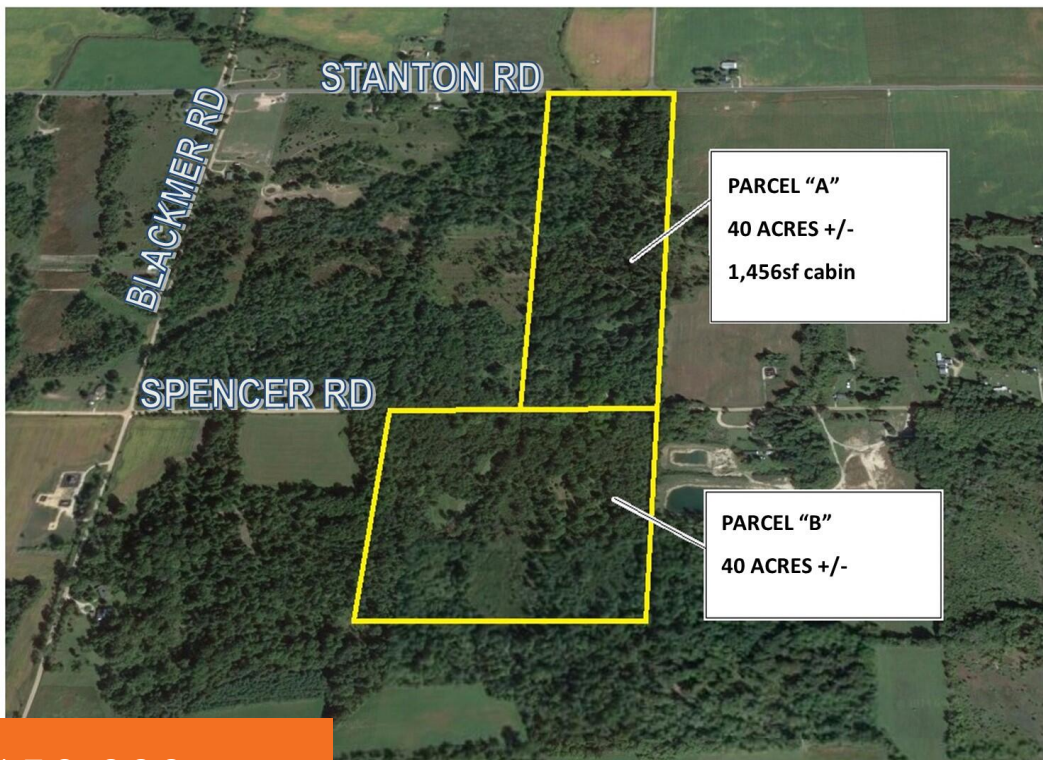 STANTON RD
BLACKMER RD
PARCEL “A”
40 ACRES +/-
1,456sf cabin
SPENCER RD
PARCEL “B”
40 ACRES +/-